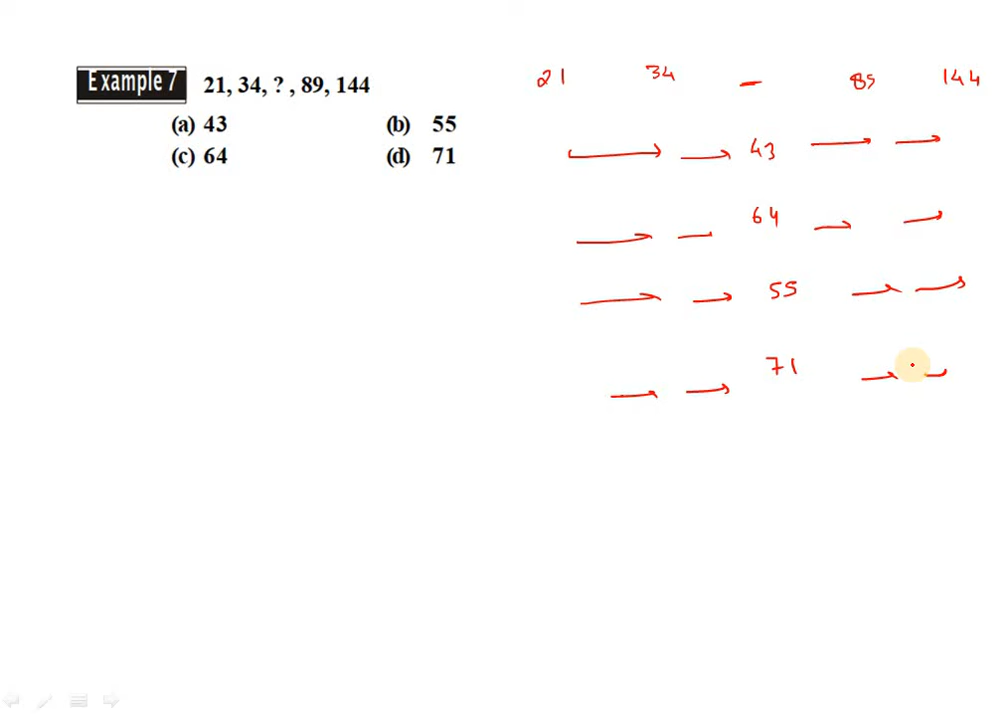 Example 7 21, 34, ? , 89, 144
(a) 43 (b) 55
(c) 64 (d) 71
21 34 - 89 144
43
64
55
71